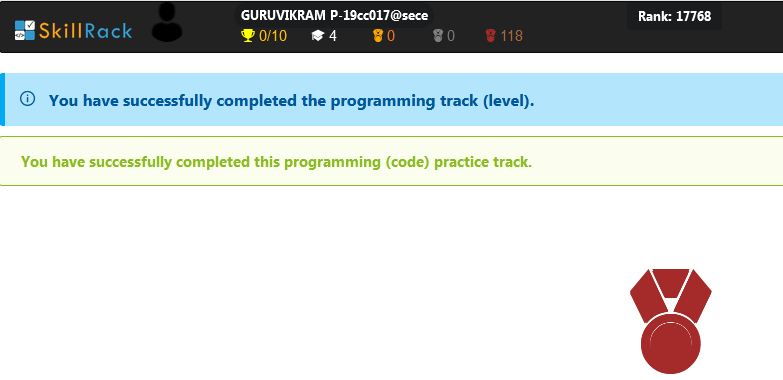 SkillRack
GURUVIKRAM P-19cc017@sece
Rank: 17768
0/10 4 0 0 118
You have successfully completed the programming track (level).
You have successfully completed this programming (code) practice track.